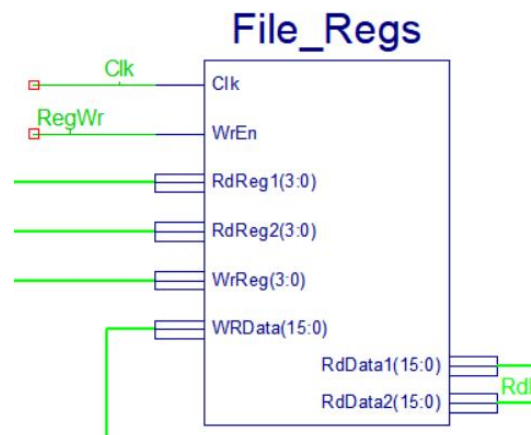 File_Regs
Clk
Clk
RegWr
WrEn
RdReg1(3:0)
RdReg2(3:0)
WrReg(3:0)
WRData(15:0)
RdData1(15:0)
RdData2(15:0)